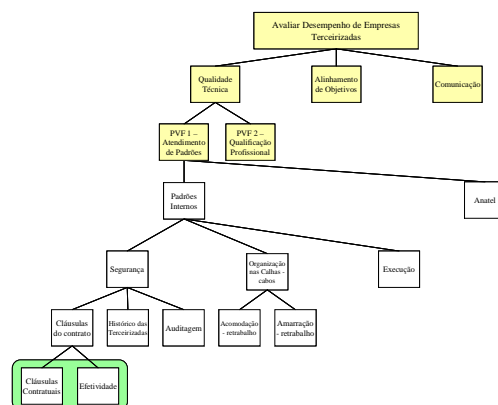 Avaliar Desempenho de Empresas
Terceirizadas
Qualidade
Técnica
Alinhamento
de Objetivos
Comunicação
PVF 1 –
Atendimento
de Padrões
PVF 2 –
Qualificação
Profissional
Padrões
Internos
Anatel
Segurança
Organização
nas Calhas -
cabos
Execução
Cláusulas
do contrato
Histórico das
Terceirizadas
Auditagem
Acomodação
- retrabalho
Amarração
- retrabalho
Cláusulas
Contratuais
Efetividade